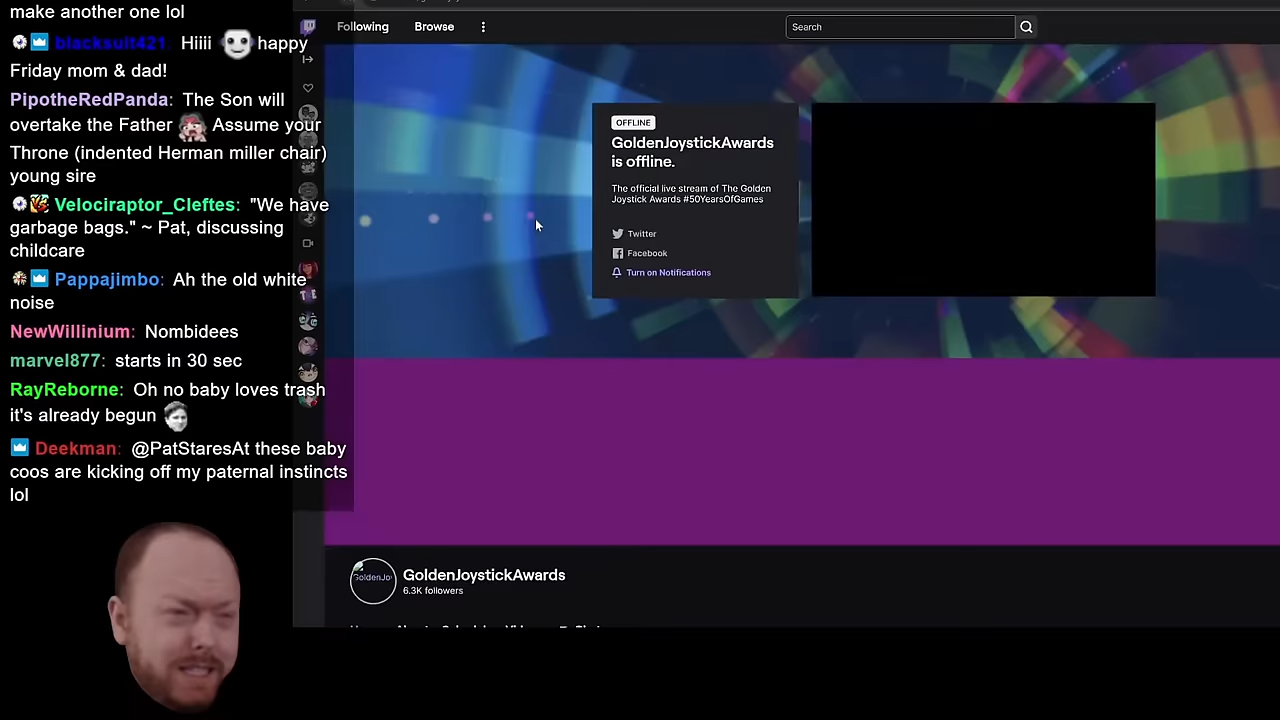 make another one lol
blacksuit421: Hiiii happy
Friday mom & dad!
PipotheRedPanda: The Son will
overtake the Father Assume your
Throne (indented Herman miller chair)
young sire
Velociraptor_Cleftes: "We have
garbage bags." ~ Pat, discussing
childcare
Pappajimbo: Ah the old white
noise
NewWillinium: Nombidees
marvel877: starts in 30 sec
RayReborne: Oh no baby loves trash
it's already begun
Deekman: @PatStaresAt these baby
coos are kicking off my paternal instincts
lol
Following
Browse
Search
OFFLINE
GoldenJoystickAwards
is offline.
The official live stream of The Golden
Joystick Awards #50YearsOfGames
Twitter
Facebook
Turn on Notifications
GoldenJoystickAwards
6.3K followers